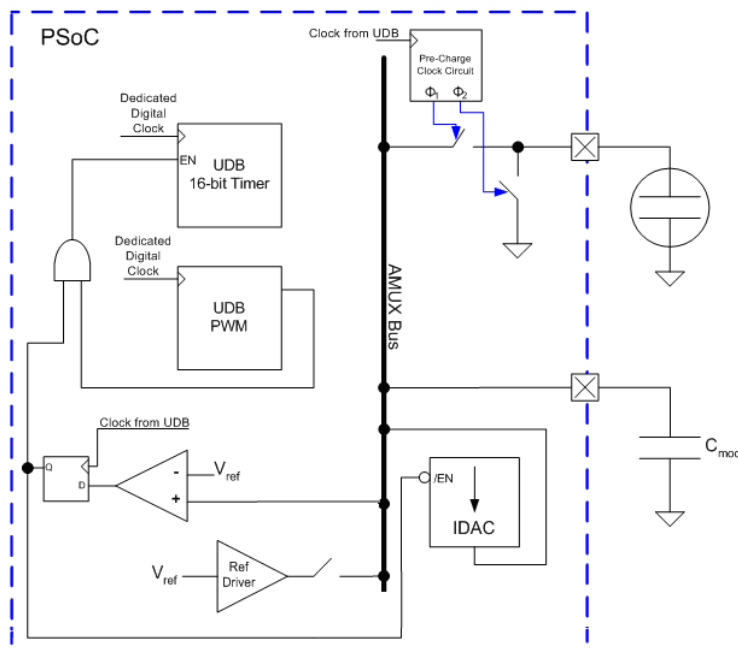 PSoC
Clock from UDB
Pre-Charge
Clock Circuit
Φ1 Φ2
Dedicated
Digital
Clock
EN
UDB
16-bit Timer
Dedicated
Digital
Clock
UDB
PWM
AMUX Bus
Clock from UDB
Q
D
-
+
Vref
/EN
IDAC
Cmod
Vref
Ref
Driver